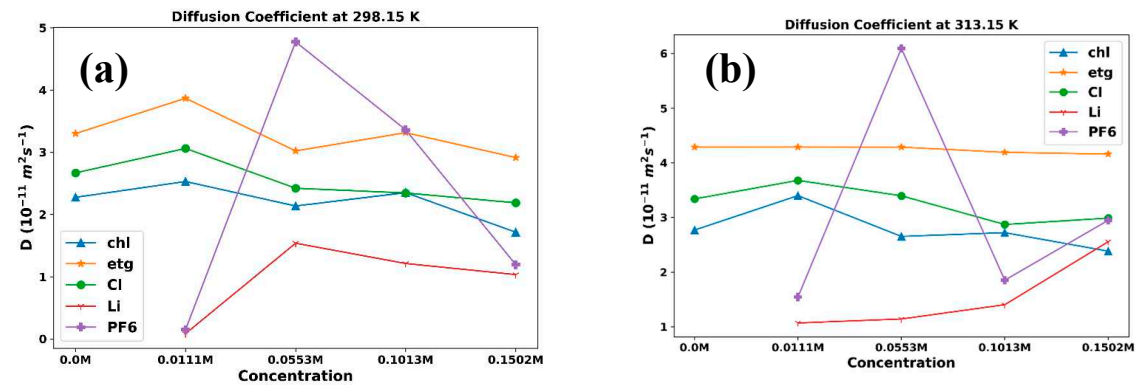 Diffusion Coefficient at 298.15 K
(a)
D (10⁻¹¹ m²s⁻¹)
5
4
3
2
1
0
chl
etg
Cl
Li
PF6
0.0M 0.0111M 0.0553M 0.1013M 0.1502M
Concentration
Diffusion Coefficient at 313.15 K
(b)
D (10⁻¹¹ m²s⁻¹)
6
5
4
3
2
1
chl
etg
Cl
Li
PF6
0.0M 0.0111M 0.0553M 0.1013M 0.1502M
Concentration